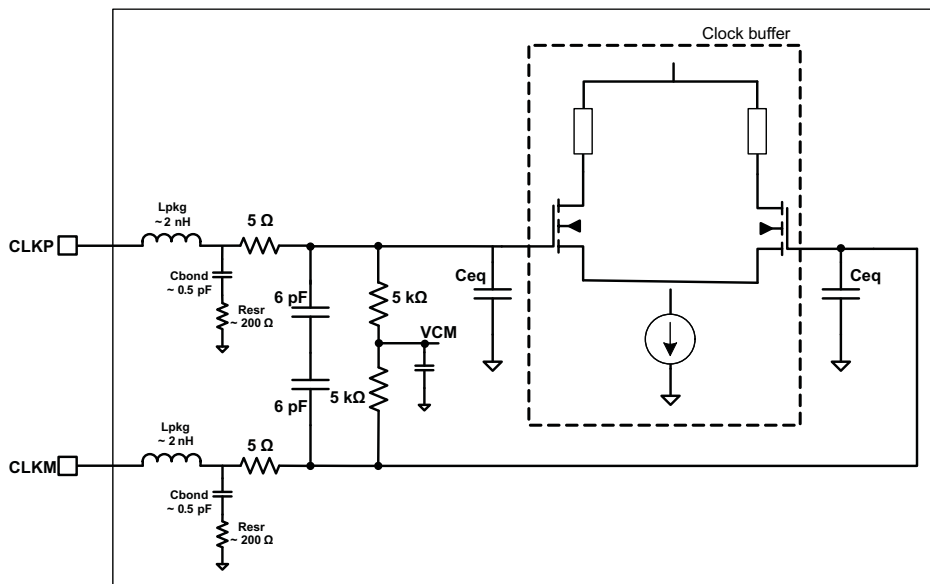 Clock buffer
Lpkg
~ 2 nH
5 Ω
CLKP
Cbond
~ 0.5 pF
Resr
~ 200 Ω
6 pF
5 kΩ
Ceq
Ceq
VCM
6 pF
5 kΩ
Lpkg
~ 2 nH
5 Ω
CLKM
Cbond
~ 0.5 pF
Resr
~ 200 Ω